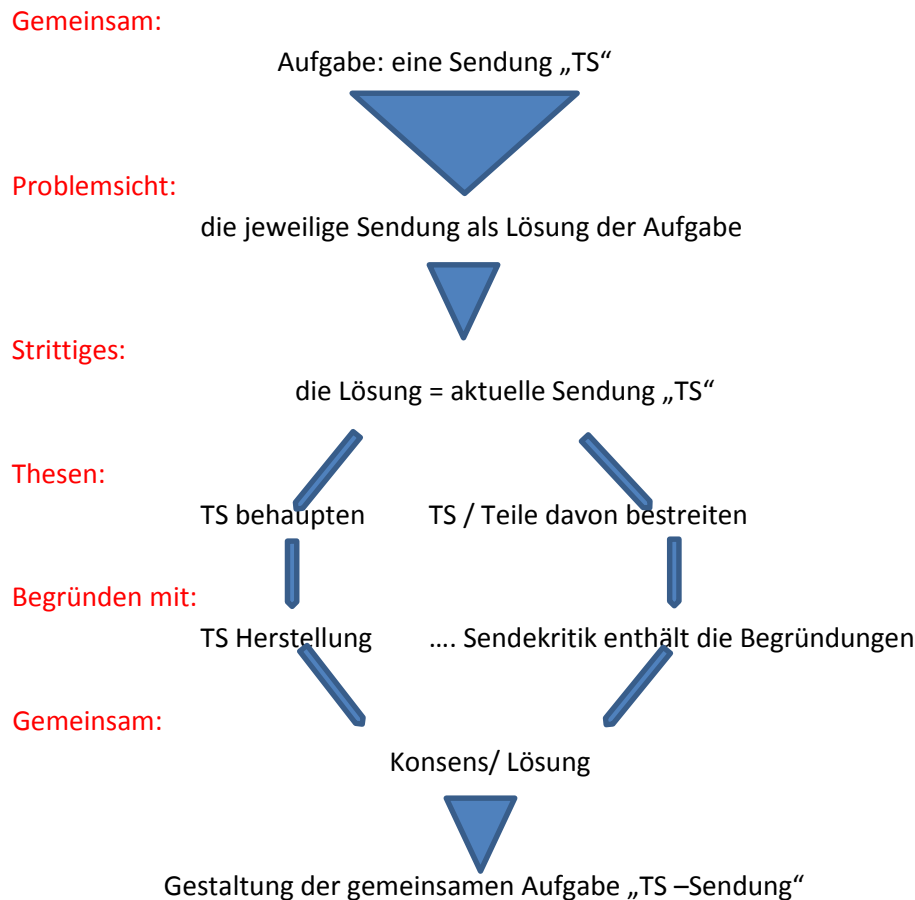 Gemeinsam:
Aufgabe: eine Sendung „TS“
Problemsicht:
die jeweilige Sendung als Lösung der Aufgabe
Strittiges:
die Lösung = aktuelle Sendung „TS“
Thesen:
TS behaupten TS / Teile davon bestreiten
Begründen mit:
TS Herstellung .... Sendekritik enthält die Begründungen
Gemeinsam:
Konsens/ Lösung
Gestaltung der gemeinsamen Aufgabe „TS –Sendung“